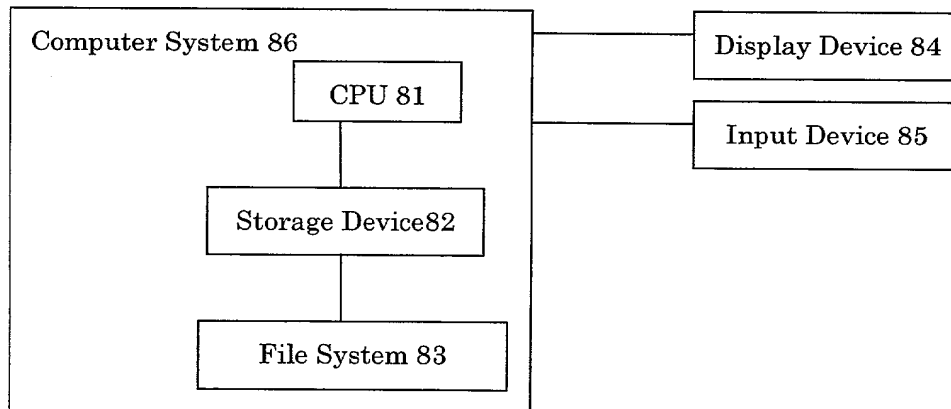 Computer System 86
CPU 81
Storage Device82
File System 83
Display Device 84
Input Device 85